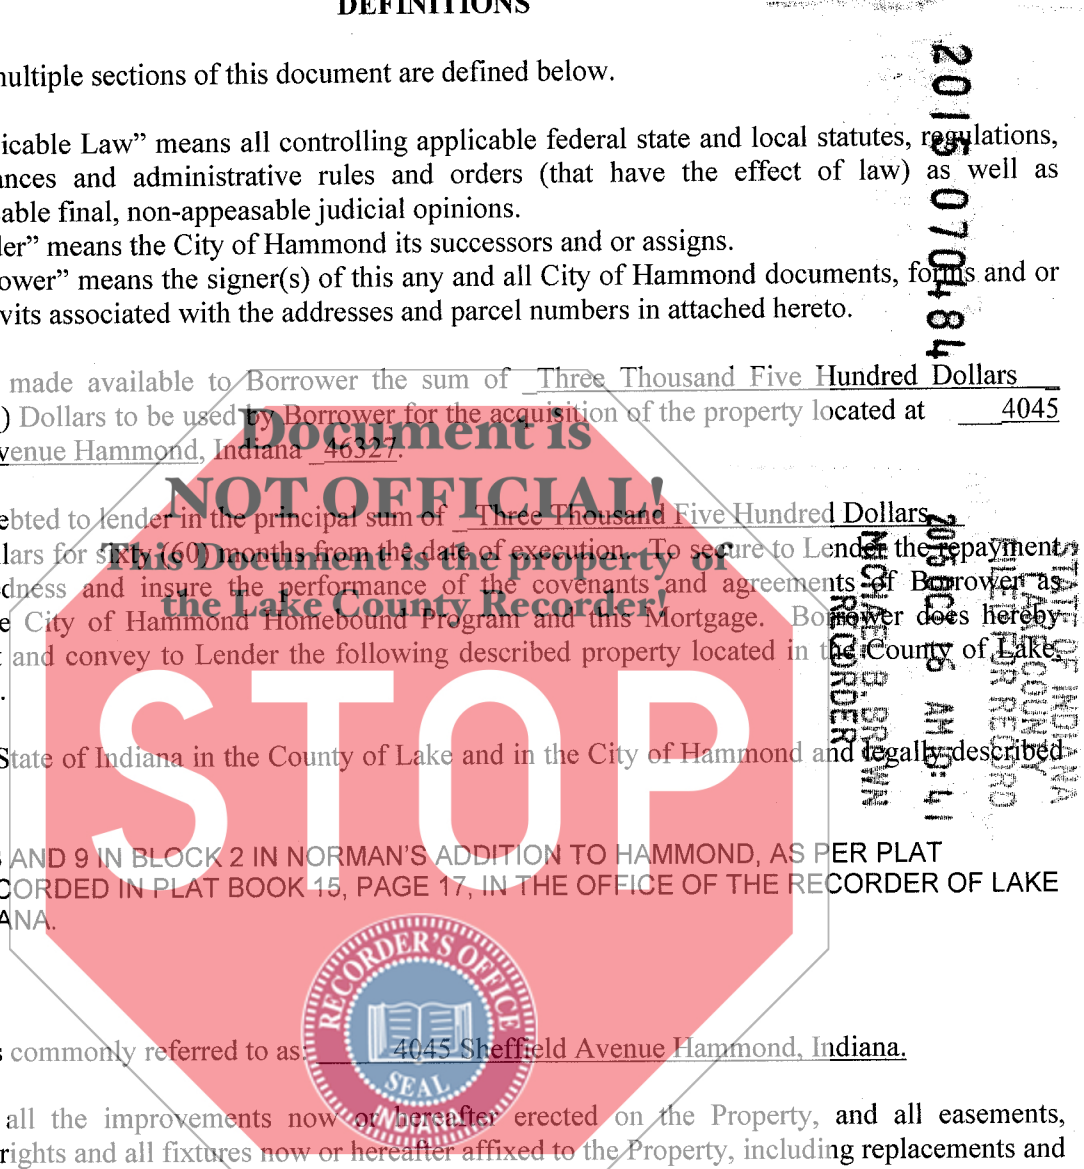 DEFINITIONS
multiple sections of this document are defined below.
icable Law” means all controlling applicable federal state and local statutes, regulations,
ances and administrative rules and orders (that have the effect of law) as well as
able final, non-appeasable judicial opinions.
der” means the City of Hammond its successors and or assigns.
ower” means the signer(s) of this any and all City of Hammond documents, forms and or
vits associated with the addresses and parcel numbers in attached hereto.
made available to Borrower the sum of Three Thousand Five Hundred Dollars
) Dollars to be used by Borrower for the acquisition of the property located at 4045
venue Hammond, Indiana 46327.
ebted to lender in the principal sum of Three Thousand Five Hundred Dollars
lars for sixty (60) months from the date of execution. To secure to Lender the repayment
dness and insure the performance of the covenants and agreements of Borrower as
e City of Hammond Homebound Program and this Mortgage. Borrower does hereby
t and convey to Lender the following described property located in the County of Lake,
.
State of Indiana in the County of Lake and in the City of Hammond and legally described
AND 9 IN BLOCK 2 IN NORMAN’S ADDITION TO HAMMOND, AS PER PLAT
CORDED IN PLAT BOOK 15, PAGE 17, IN THE OFFICE OF THE RECORDER OF LAKE
ANA.
s commonly referred to as: 4045 Sheffield Avenue Hammond, Indiana.
all the improvements now or hereafter erected on the Property, and all easements,
rights and all fixtures now or hereafter affixed to the Property, including replacements and
Document is
NOT OFFICIAL!
This Document is the property of
the Lake County Recorder!
STOP
RECORDER'S OFFICE
SEAL
INDIANA
2015 070484
STATE OF INDIANA
LAKE COUNTY
FILED FOR RECORD
2015 OCT 16 AM
MICHAEL B. BROWN
RECORDER